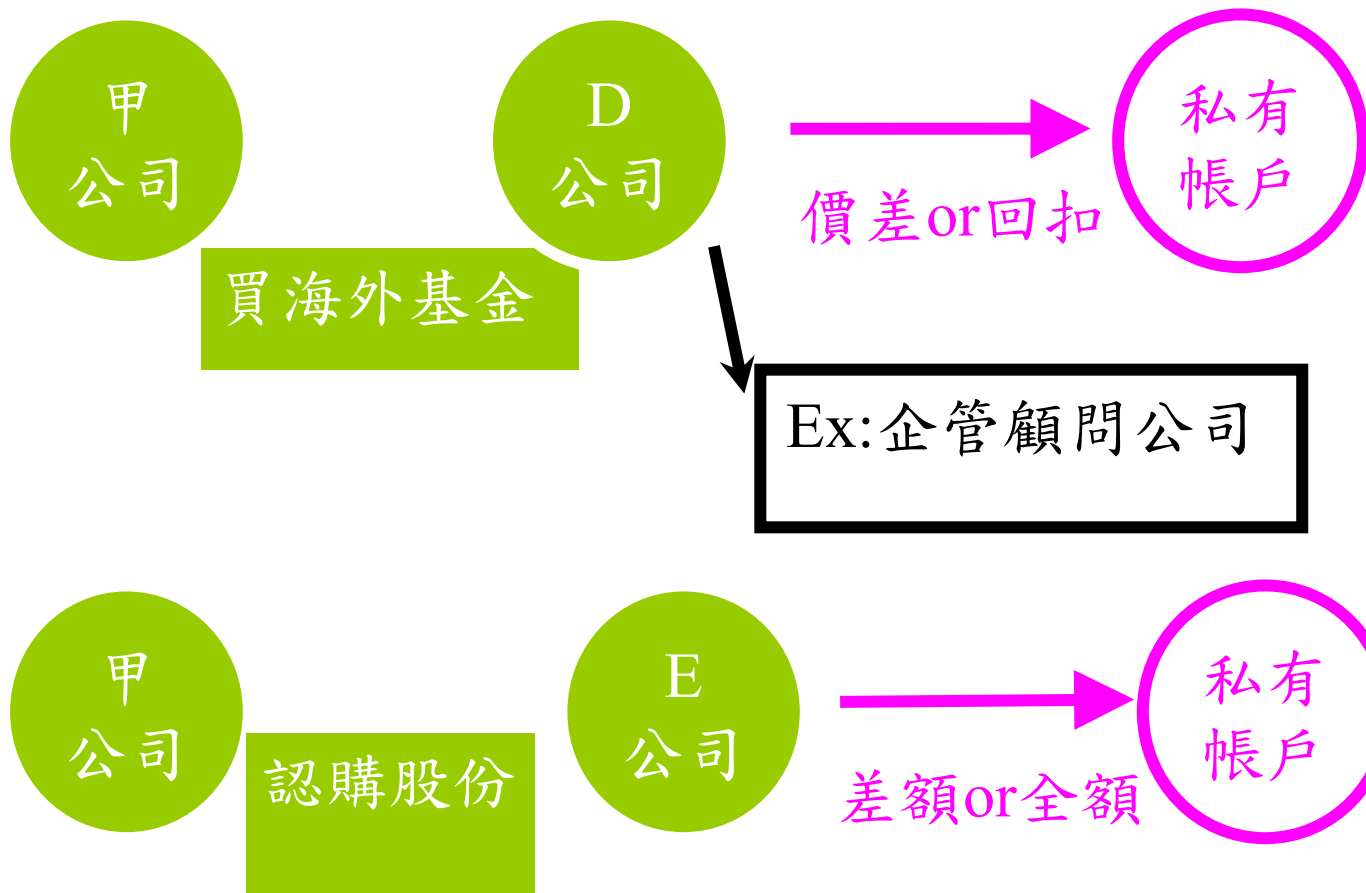 甲
公司
D
公司
私有
帳戶
價差or回扣
買海外基金
Ex:企管顧問公司
甲
公司
E
公司
私有
帳戶
認購股份
差額or全額